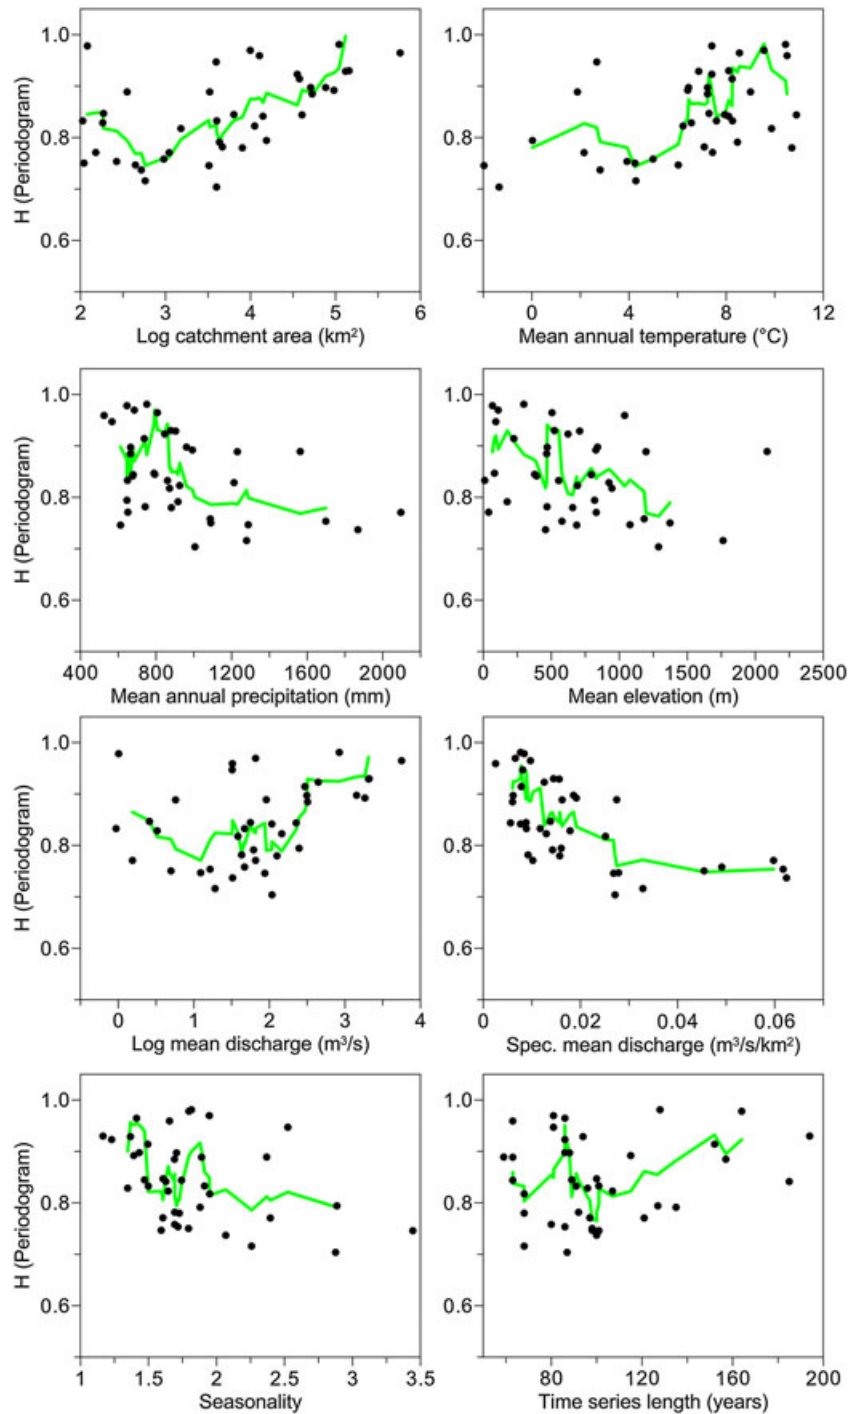 H (Periodogram)
1.0
0.8
0.6
2 3 4 5 6
Log catchment area (km²)
1.0
0.8
0.6
0 4 8 12
Mean annual temperature (°C)
H (Periodogram)
1.0
0.8
0.6
400 800 1200 1600 2000
Mean annual precipitation (mm)
1.0
0.8
0.6
0 500 1000 1500 2000 2500
Mean elevation (m)
H (Periodogram)
1.0
0.8
0.6
0 1 2 3 4
Log mean discharge (m³/s)
1.0
0.8
0.6
0 0.02 0.04 0.06
Spec. mean discharge (m³/s/km²)
H (Periodogram)
1.0
0.8
0.6
1 1.5 2 2.5 3 3.5
Seasonality
1.0
0.8
0.6
80 120 160 200
Time series length (years)